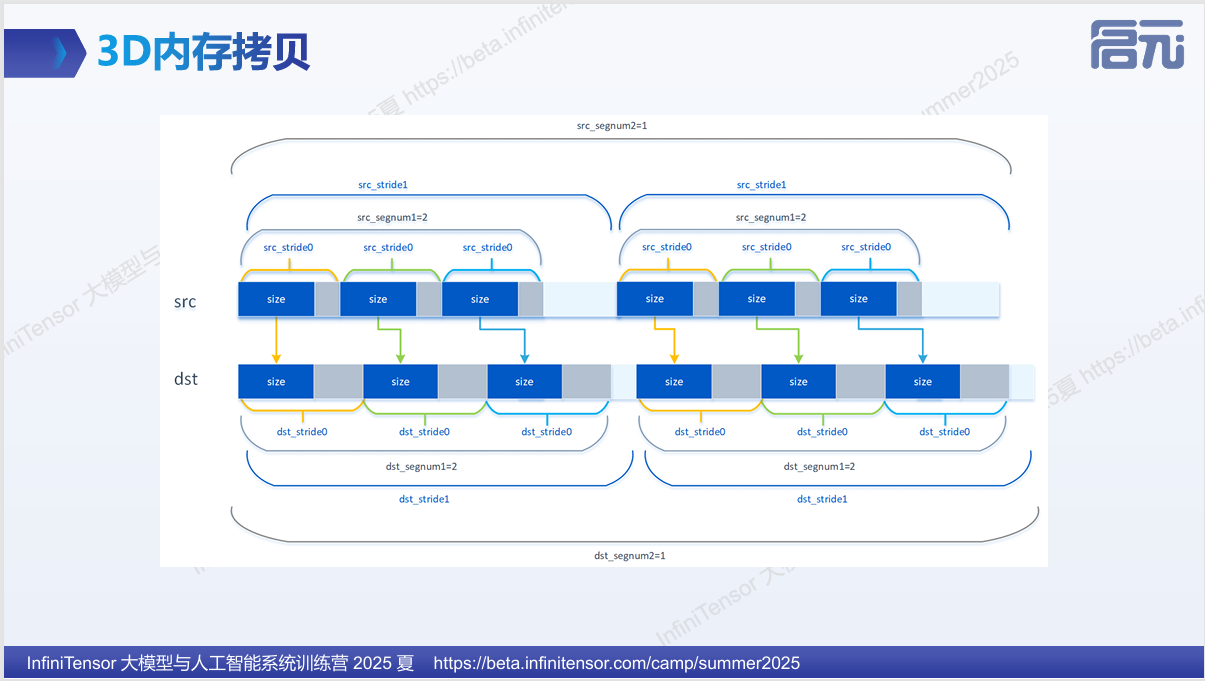 3D内存拷贝
启元
src_segnum2=1
src_stride1 src_stride1
src_segnum1=2 src_segnum1=2
src_stride0 src_stride0 src_stride0 src_stride0 src_stride0 src_stride0
src size size size size size size
dst size size size size size size
dst_stride0 dst_stride0 dst_stride0 dst_stride0 dst_stride0 dst_stride0
dst_segnum1=2 dst_segnum1=2
dst_stride1 dst_stride1
dst_segnum2=1
InfiniTensor 大模型与人工智能系统训练营 2025 夏 https://beta.infinitensor.com/camp/summer2025